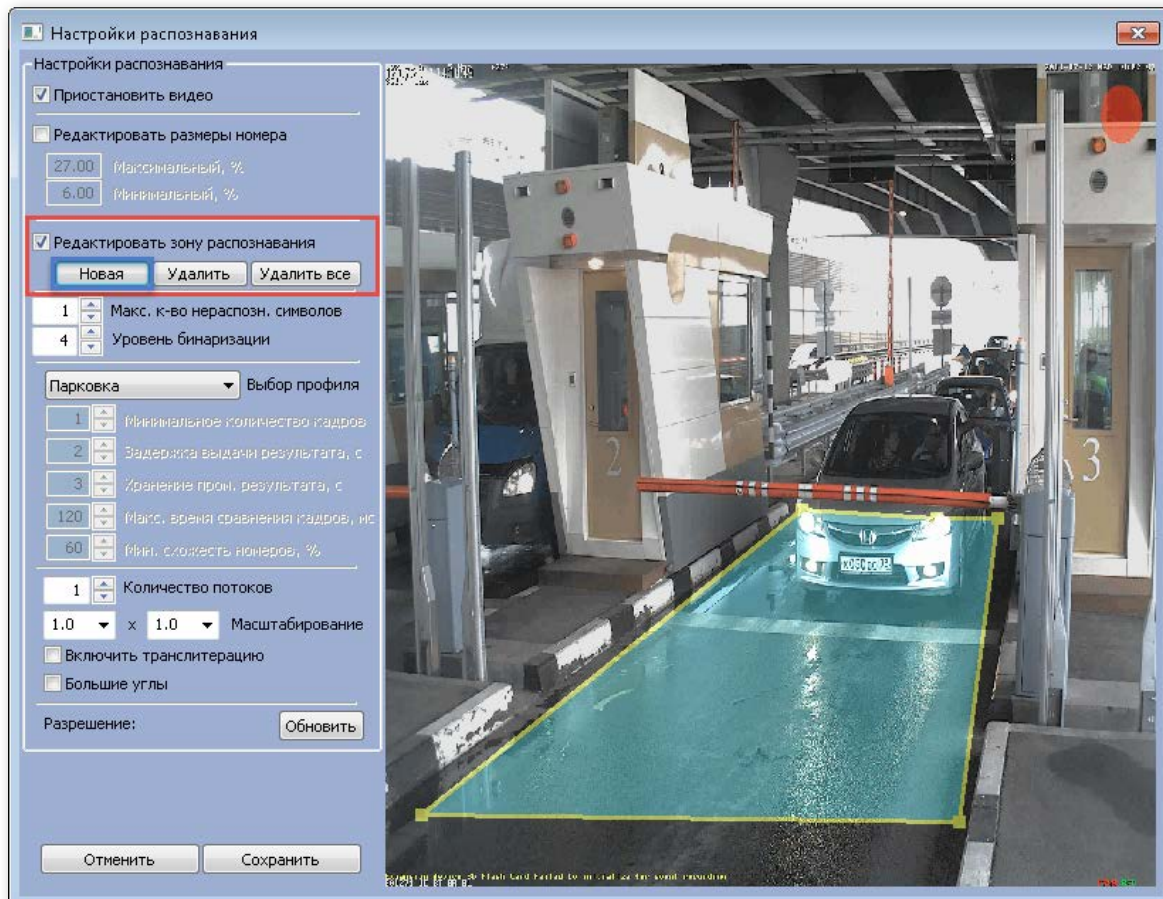 Настройки распознавания
Настройки распознавания
Приостановить видео
Редактировать размеры номера
27.00 Максимальный, %
6.00 Минимальный, %
Редактировать зону распознавания
Новая Удалить Удалить все
1 Макс. к-во нераспозн. символов
4 Уровень бинаризации
Парковка Выбор профиля
1 Минимальное количество кадров
2 Задержка выдачи результата, с
3 Хранение пром. результата, с
120 Макс. время сравнения кадров, мс
60 Мин. схожесть номеров, %
1 Количество потоков
1.0 x 1.0 Масштабирование
Включить транслитерацию
Большие углы
Разрешение: Обновить
Отменить Сохранить
2
3